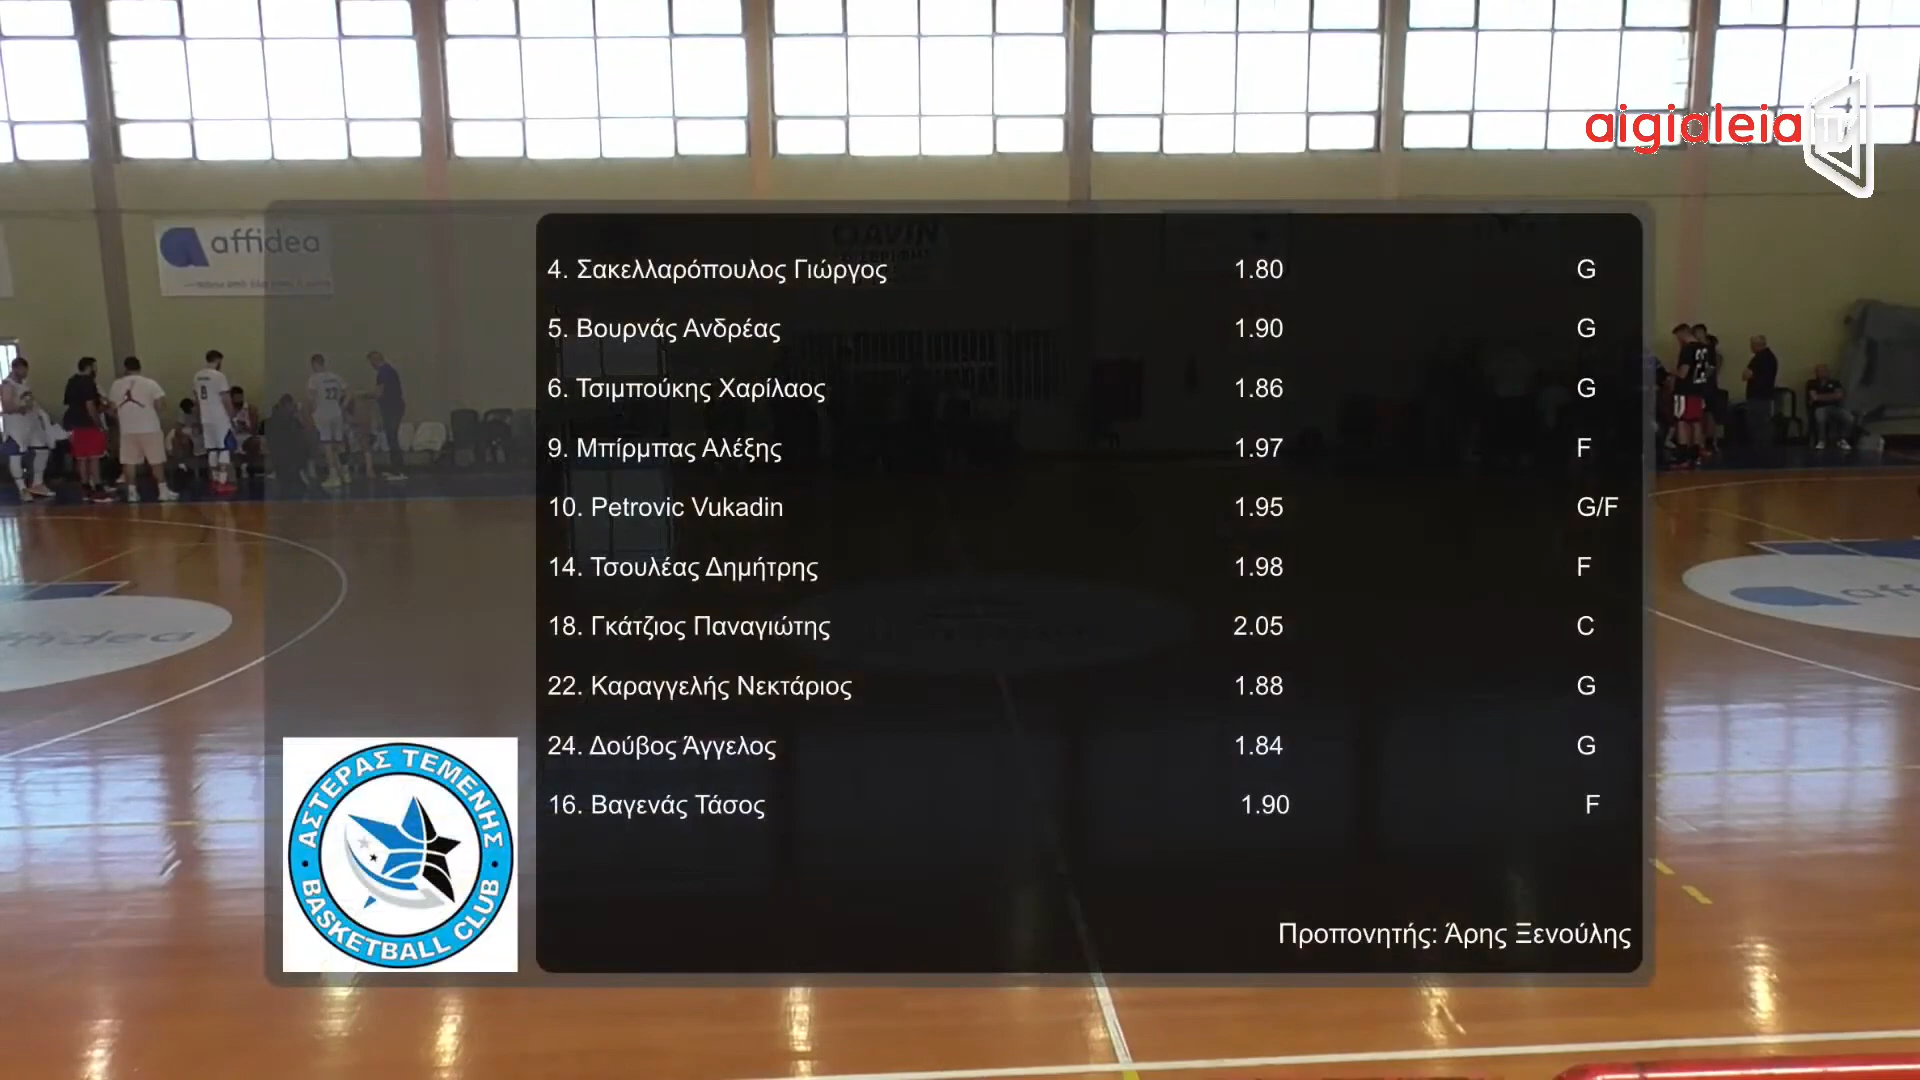 aigialeia
affidea
4. Σακελλαρόπουλος Γιώργος 1.80 G
5. Βουρνάς Ανδρέας 1.90 G
6. Τσιμπούκης Χαρίλαος 1.86 G
9. Μπίρμπας Αλέξης 1.97 F
10. Petrovic Vukadin 1.95 G/F
14. Τσουλέας Δημήτρης 1.98 F
18. Γκάτζιος Παναγιώτης 2.05 C
22. Καραγγελής Νεκτάριος 1.88 G
24. Δούβος Άγγελος 1.84 G
16. Βαγενάς Τάσος 1.90 F
Προπονητής: Άρης Ξενούλης
ΑΣΤΕΡΑΣ ΤΕΜΕΝΗΣ
BASKETBALL CLUB